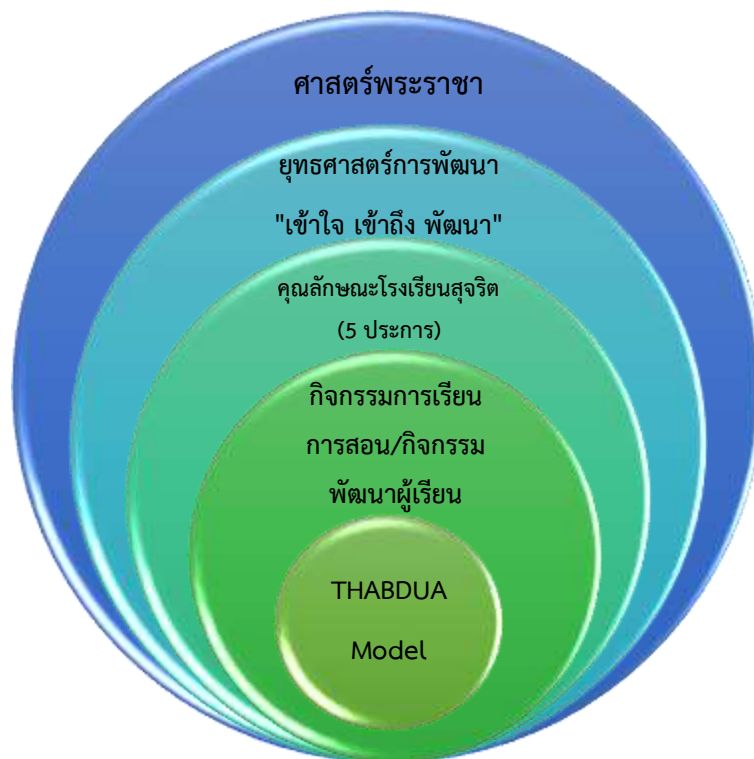 ศาสตร์พระราชา
ยุทธศาสตร์การพัฒนา
"เข้าใจ เข้าถึง พัฒนา"
คุณลักษณะโรงเรียนสุจริต
(5 ประการ)
กิจกรรมการเรียน
การสอน/กิจกรรม
พัฒนาผู้เรียน
THABDUA
Model